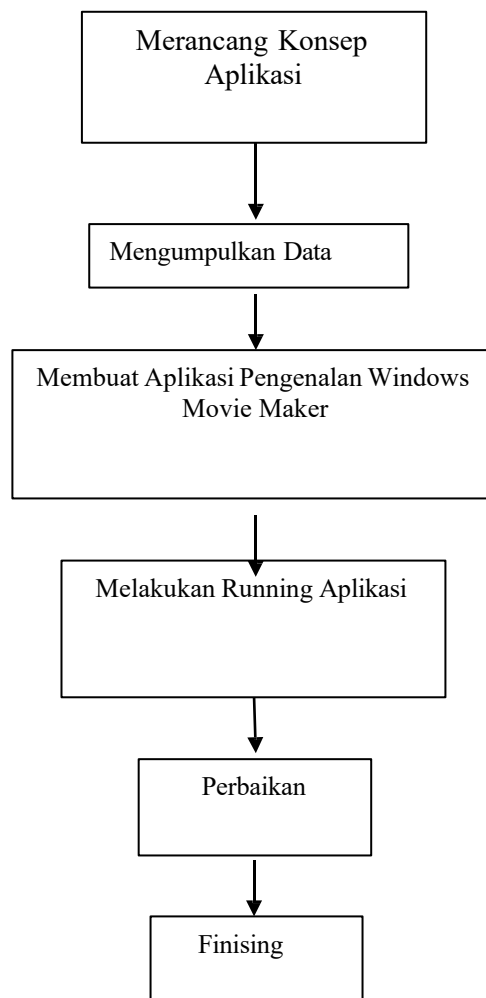 Merancang Konsep
Aplikasi
Mengumpulkan Data
Membuat Aplikasi Pengenalan Windows
Movie Maker
Melakukan Running Aplikasi
Perbaikan
Finising